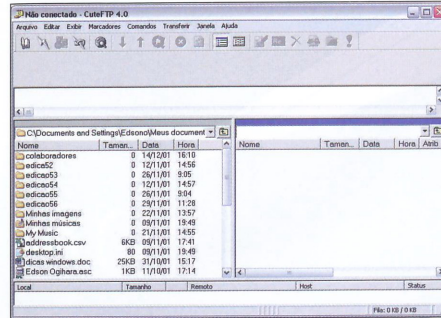 Não conectado - CuteFTP 4.0
Arquivo Editar Exibir Marcadores Comandos Transferir Janela Ajuda
C:\Documents and Settings\Edsono\Meus document
Nome Taman... Data Hora
colaboradores 0 14/12/01 16:10
edica52 0 12/11/01 14:56
edicao53 0 26/11/01 9:05
edicao54 0 12/11/01 14:57
edicao55 0 26/11/01 9:04
edicao56 0 29/11/01 11:28
Minhas imagens 0 22/11/01 13:57
Minhas músicas 0 09/11/01 19:49
My Music 0 21/11/01 14:55
addressbook.csv 6KB 09/11/01 17:41
desktop.ini 80 09/11/01 19:49
dicas windows.doc 25KB 31/10/01 15:17
Edson Ogihara.asc 1KB 11/10/01 17:14
Nome Taman... Data Hora Atrib
Local Tamanho Remoto Host Status
Fila: 0 KB / 0 KB